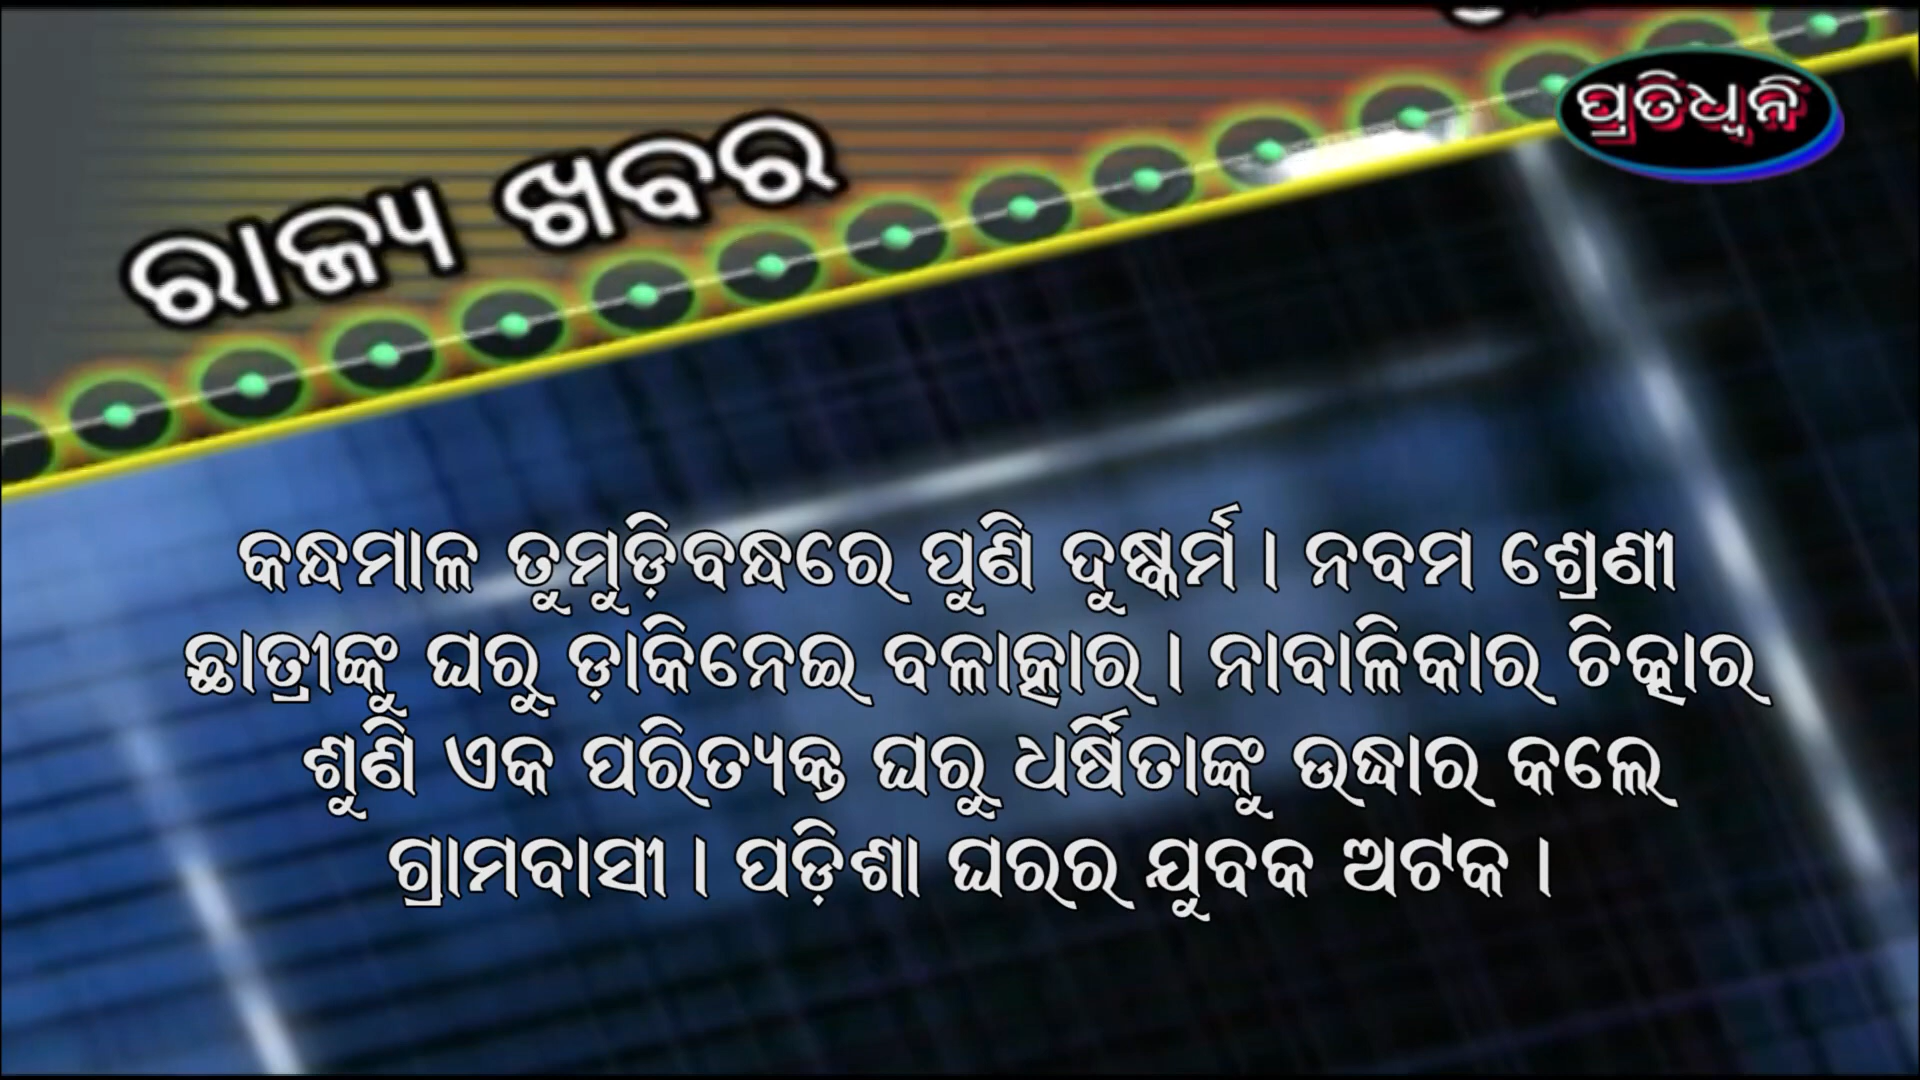 ପ୍ରତିଧ୍ୱନି
ରାଜ୍ୟ ଖବର
କନ୍ଧମାଳ ତୁମୁଡ଼ିବନ୍ଧରେ ପୁଣି ଦୁଷ୍କର୍ମ । ନବମ ଶ୍ରେଣୀ
ଛାତ୍ରୀଙ୍କୁ ଘରୁ ଡ଼ାକିନେଇ ବଳାତ୍କାର । ନାବାଳିକାର ଚିତ୍କାର
ଶୁଣି ଏକ ପରିତ୍ୟକ୍ତ ଘରୁ ଧର୍ଷିତାଙ୍କୁ ଉଦ୍ଧାର କଲେ
ଗ୍ରାମବାସୀ । ପଡ଼ିଶା ଘରର ଯୁବକ ଅଟକ ।